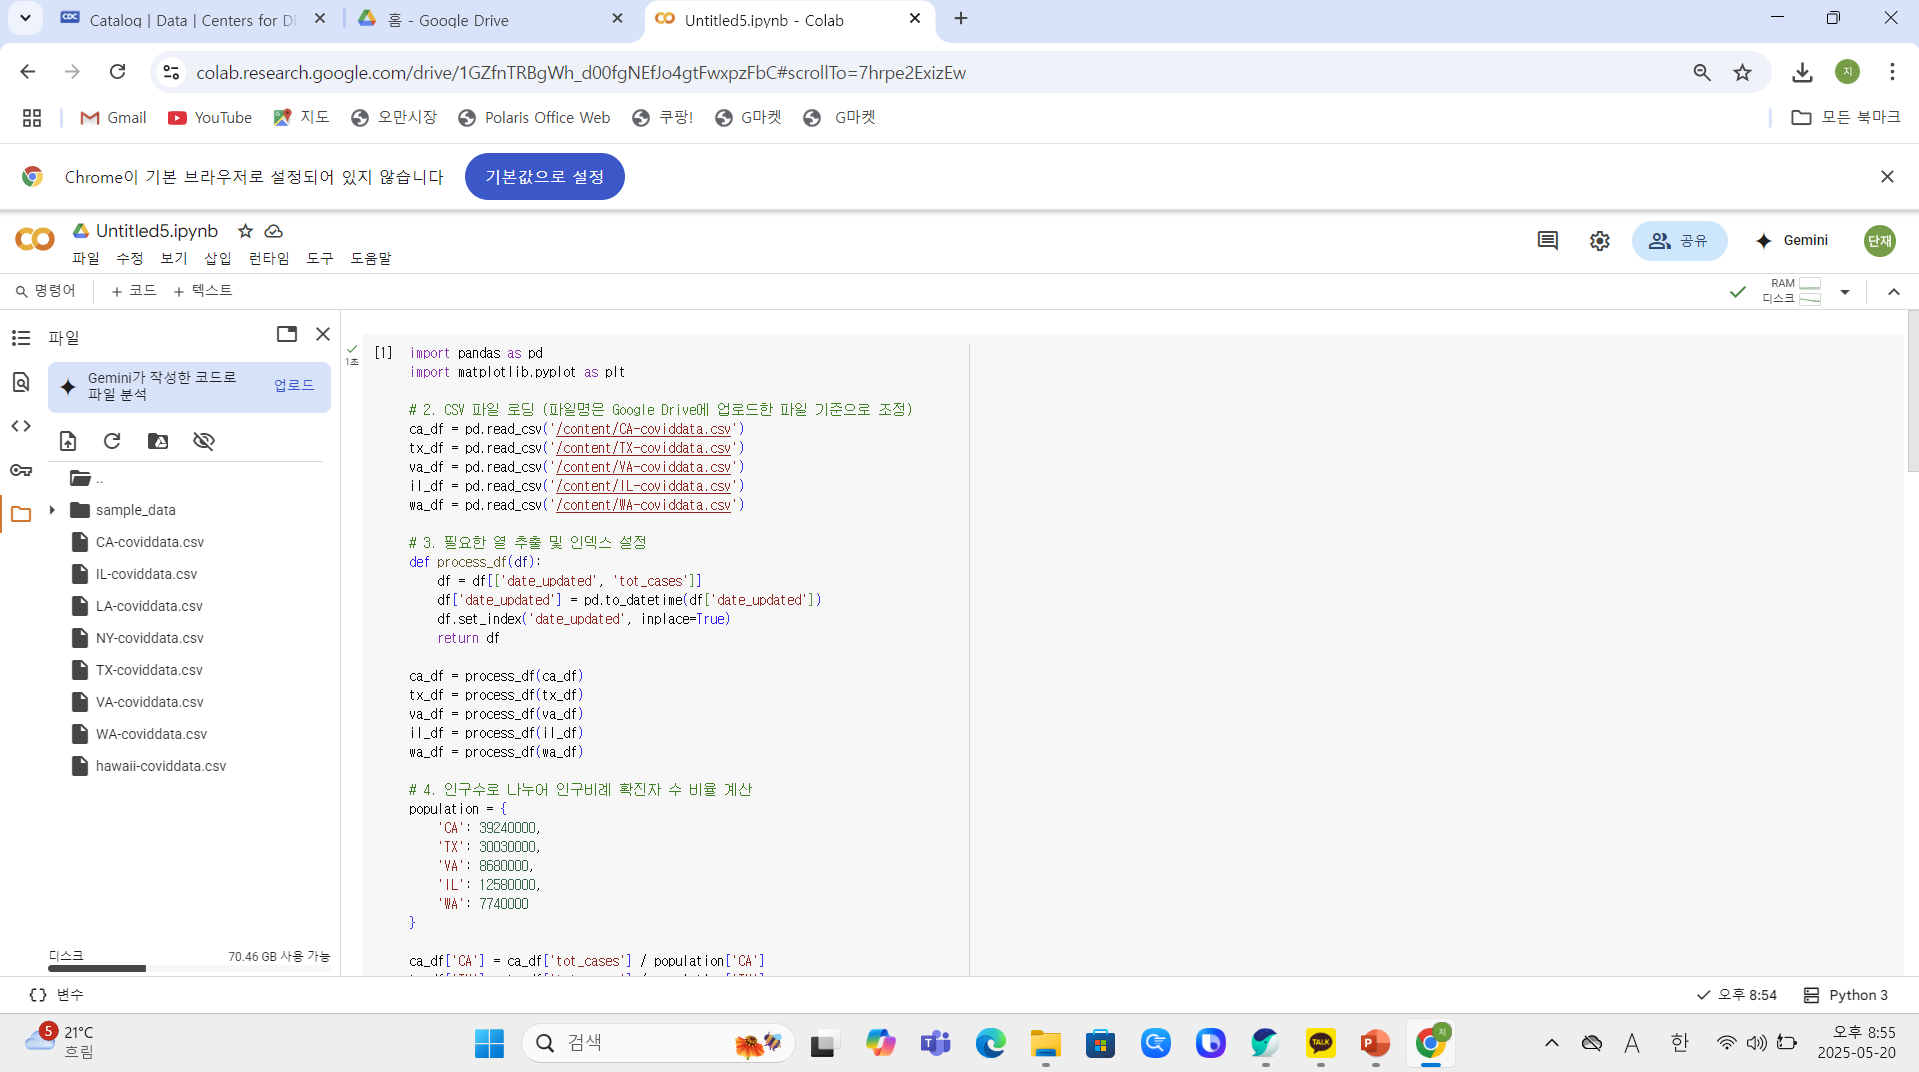 Catalog | Data | Centers for Di
홈 - Google Drive
Untitled5.ipynb - Colab
colab.research.google.com/drive/1GZfnTRBgWh_d00fgNEfJo4gtFwxpzFbC#scrollTo=7hrpe2ExizEw
지
Gmail
YouTube
지도
오만시장
Polaris Office Web
쿠팡!
G마켓
G마켓
모든 북마크
Chrome이 기본 브라우저로 설정되어 있지 않습니다
기본값으로 설정
Untitled5.ipynb
공유
Gemini
단재
파일 수정 보기 삽입 런타임 도구 도움말
명령어
+ 코드 + 텍스트
RAM
디스크
파일
Gemini가 작성한 코드로
파일 분석
업로드
..
sample_data
CA-coviddata.csv
IL-coviddata.csv
LA-coviddata.csv
NY-coviddata.csv
TX-coviddata.csv
VA-coviddata.csv
WA-coviddata.csv
hawaii-coviddata.csv
디스크
70.46 GB 사용 가능
1초
[1]
import pandas as pd
import matplotlib.pyplot as plt
# 2. CSV 파일 로딩 (파일명은 Google Drive에 업로드한 파일 기준으로 조정)
ca_df = pd.read_csv('/content/CA-coviddata.csv')
tx_df = pd.read_csv('/content/TX-coviddata.csv')
va_df = pd.read_csv('/content/VA-coviddata.csv')
il_df = pd.read_csv('/content/IL-coviddata.csv')
wa_df = pd.read_csv('/content/WA-coviddata.csv')
# 3. 필요한 열 추출 및 인덱스 설정
def process_df(df):
df = df[['date_updated', 'tot_cases']]
df['date_updated'] = pd.to_datetime(df['date_updated'])
df.set_index('date_updated', inplace=True)
return df
ca_df = process_df(ca_df)
tx_df = process_df(tx_df)
va_df = process_df(va_df)
il_df = process_df(il_df)
wa_df = process_df(wa_df)
# 4. 인구수로 나누어 인구비례 확진자 수 비율 계산
population = {
'CA': 39240000,
'TX': 30030000,
'VA': 8680000,
'IL': 12580000,
'WA': 7740000
}
ca_df['CA'] = ca_df['tot_cases'] / population['CA']
변수
오후 8:54
Python 3
5
21°C
흐림
검색
TALK
지
A
한
오후 8:55
2025-05-20